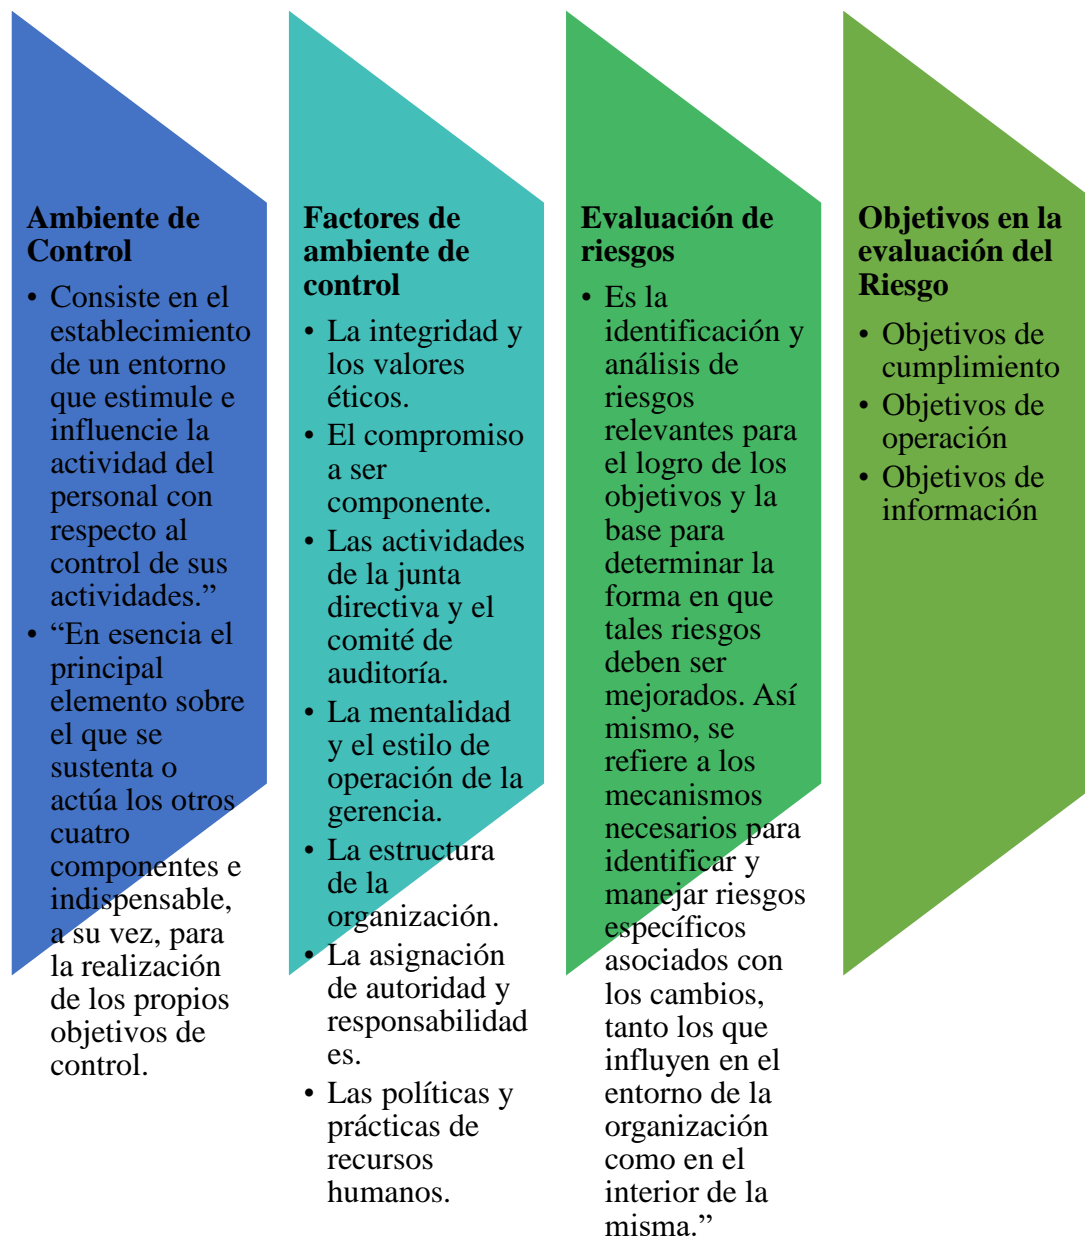 Ambiente de
Control
• Consiste en el
establecimiento
de un entorno
que estimule e
influencie la
actividad del
personal con
respecto al
control de sus
actividades.”
• “En esencia el
principal
elemento sobre
el que se
sustenta o
actúa los otros
cuatro
componentes e
indispensable,
a su vez, para
la realización
de los propios
objetivos de
control.
Factores de
ambiente de
control
• La integridad y
los valores
éticos.
• El compromiso
a ser
componente.
• Las actividades
de la junta
directiva y el
comité de
auditoría.
• La mentalidad
y el estilo de
operación de la
gerencia.
• La estructura
de la
organización.
• La asignación
de autoridad y
responsabilidad
es.
• Las políticas y
prácticas de
recursos
humanos.
Evaluación de
riesgos
• Es la
identificación y
análisis de
riesgos
relevantes para
el logro de los
objetivos y la
base para
determinar la
forma en que
tales riesgos
deben ser
mejorados. Así
mismo, se
refiere a los
mecanismos
necesarios para
identificar y
manejar riesgos
específicos
asociados con
los cambios,
tanto los que
influyen en el
entorno de la
organización
como en el
interior de la
misma.”
Objetivos en la
evaluación del
Riesgo
• Objetivos de
cumplimiento
• Objetivos de
operación
• Objetivos de
información